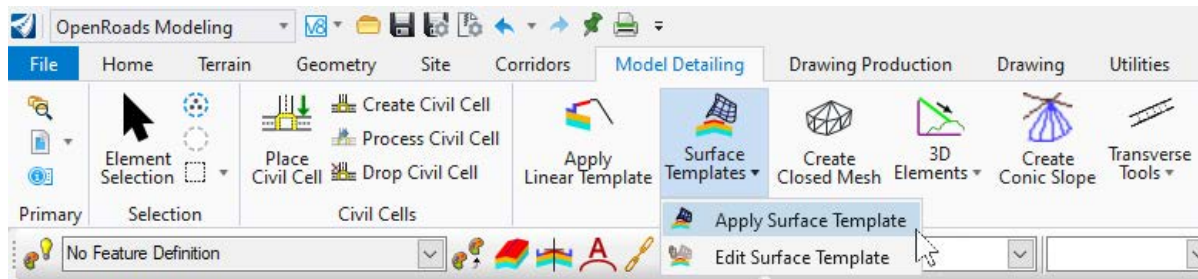 OpenRoads Modeling V8
File Home Terrain Geometry Site Corridors Model Detailing Drawing Production Drawing Utilities
Element Selection
Place Civil Cell
Create Civil Cell
Process Civil Cell
Drop Civil Cell
Apply Linear Template
Surface Templates
Create Closed Mesh
3D Elements
Create Conic Slope
Transverse Tools
Primary Selection Civil Cells
Apply Surface Template
Edit Surface Template
No Feature Definition